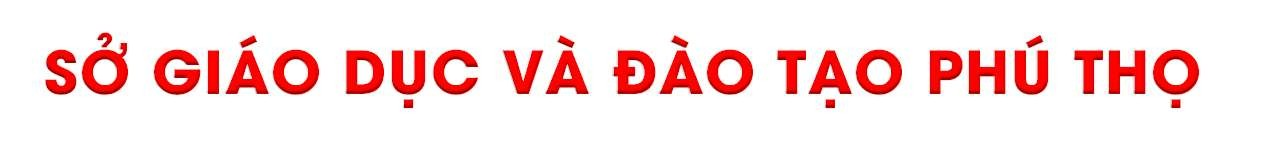 SỞ GIÁO DỤC VÀ ĐÀO TẠO PHÚ THỌ